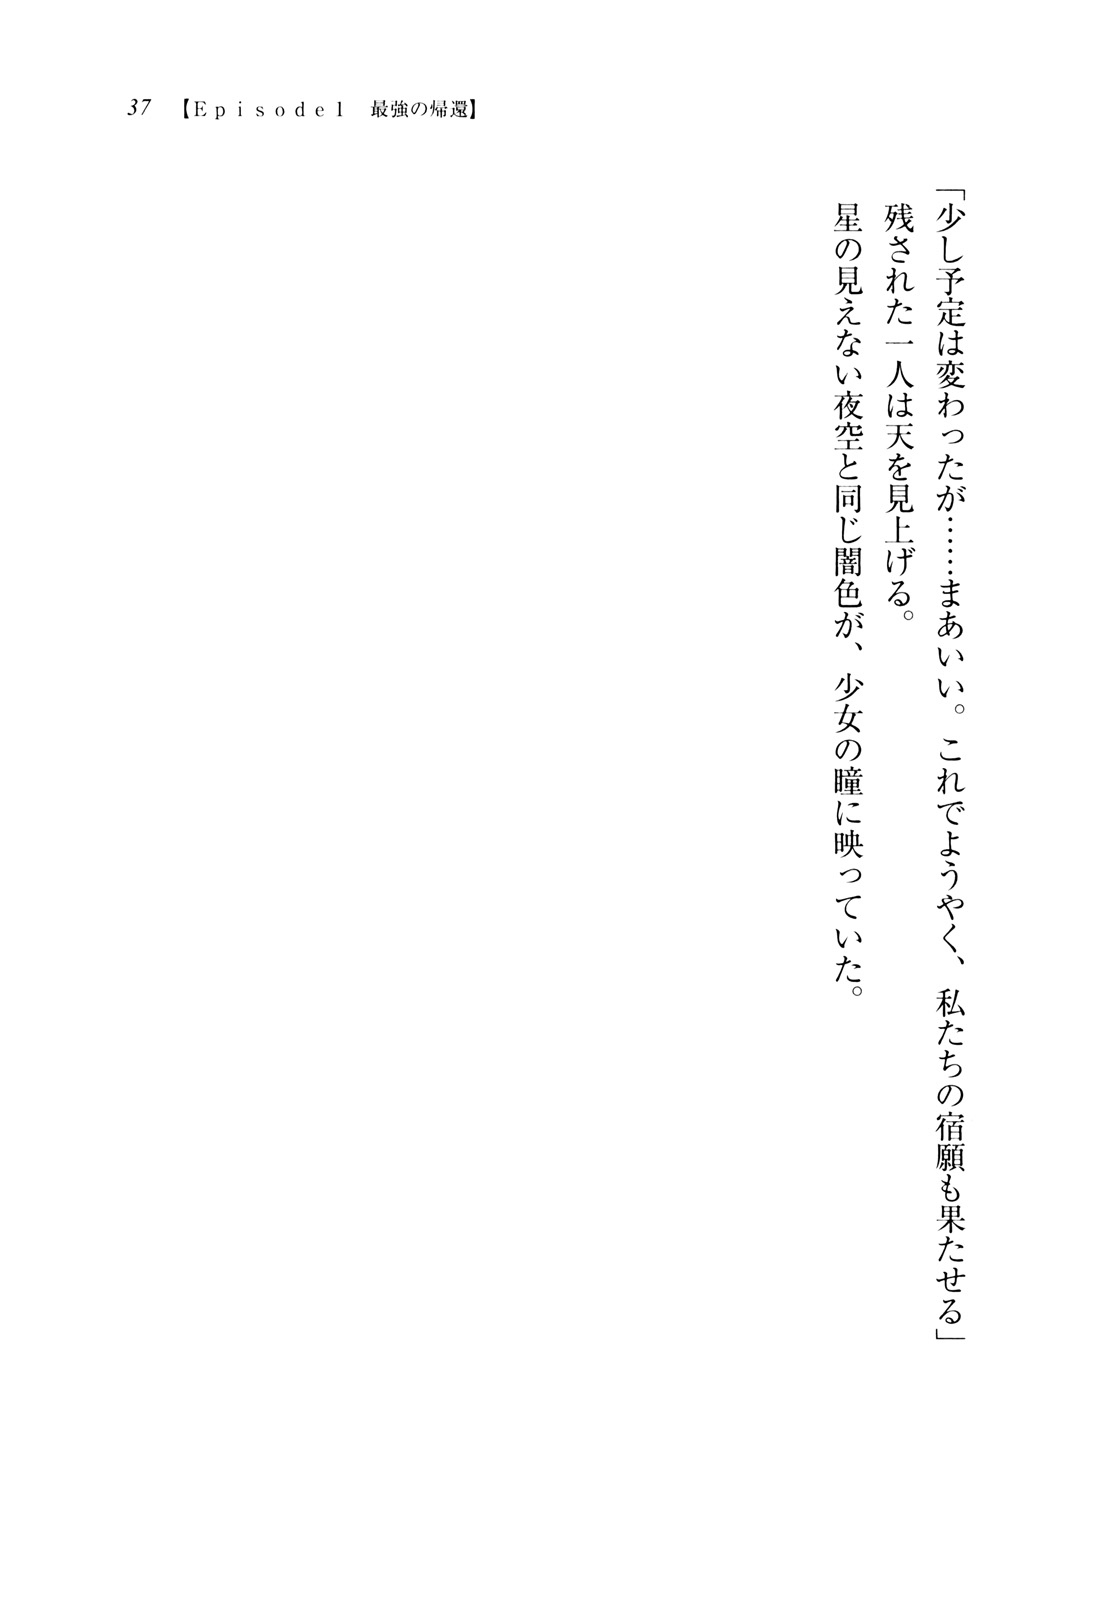 37 【Episode1 最強の帰還】
「少し予定は変わったが……まあいい。これでようやく、私たちの宿願も果たせる」
残された一人は天を見上げる。
星の見えない夜空と同じ闇色が、少女の瞳に映っていた。